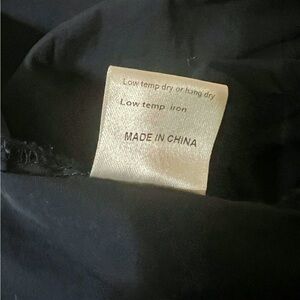 Low temp dry or hang dry
Low temp iron
MADE IN CHINA